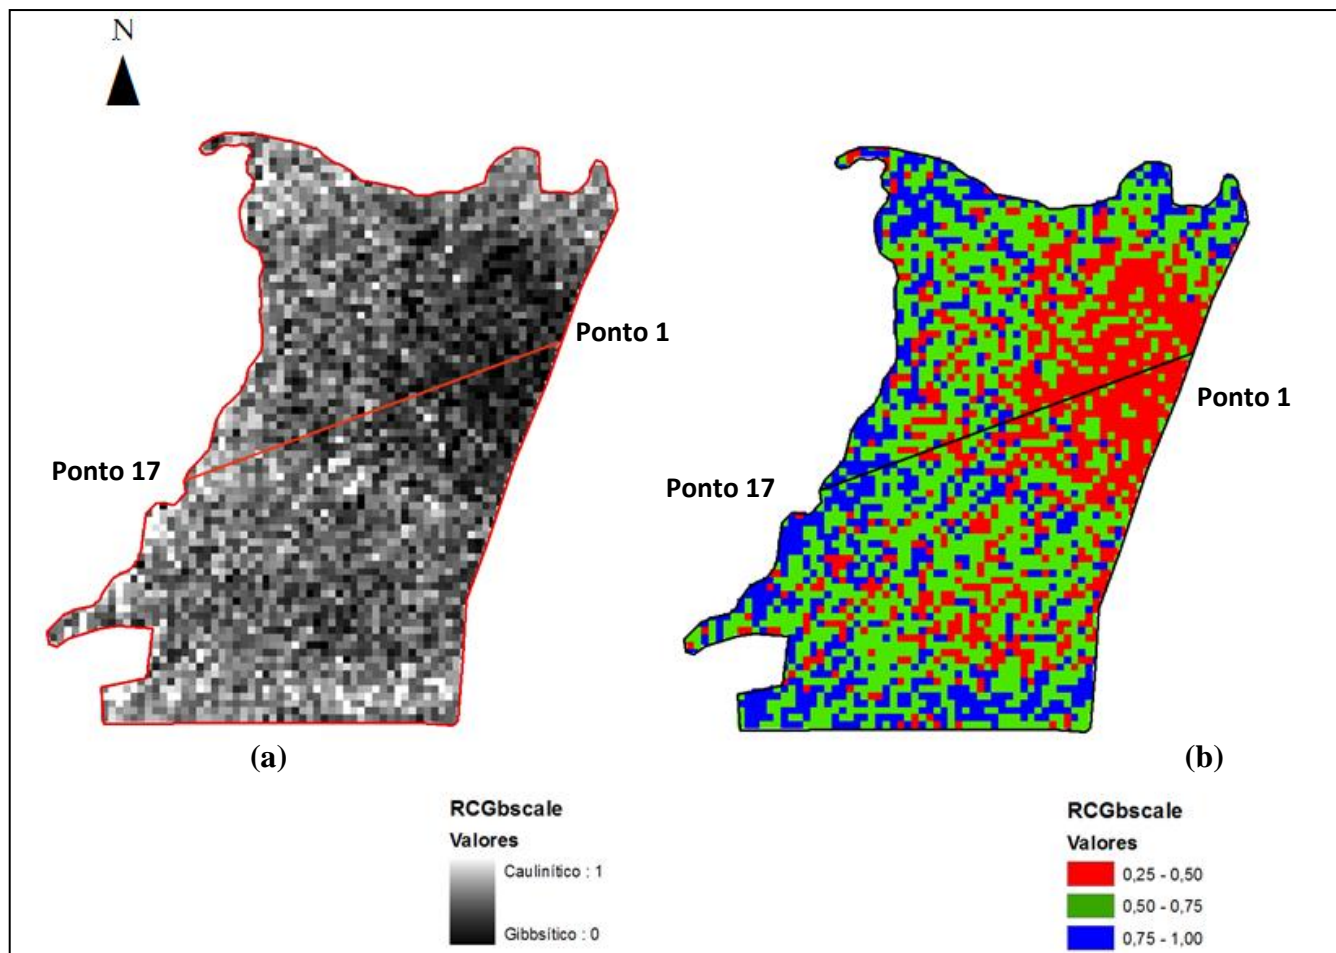 N
Ponto 1
Ponto 17
Ponto 1
Ponto 17
(a)
(b)
RCGbscale
Valores
Caulinítico : 1
Gibbsítico : 0
RCGbscale
Valores
0,25 - 0,50
0,50 - 0,75
0,75 - 1,00